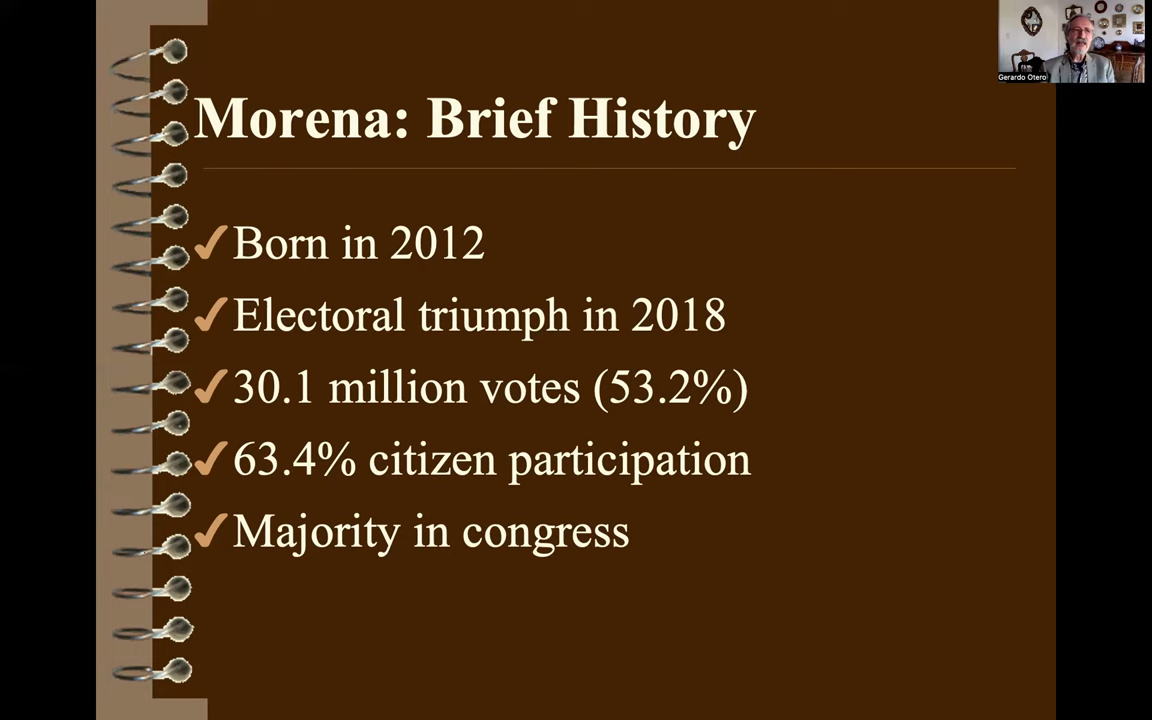 Gerardo Otero
Morena: Brief History
✓Born in 2012
✓Electoral triumph in 2018
✓30.1 million votes (53.2%)
✓63.4% citizen participation
✓Majority in congress